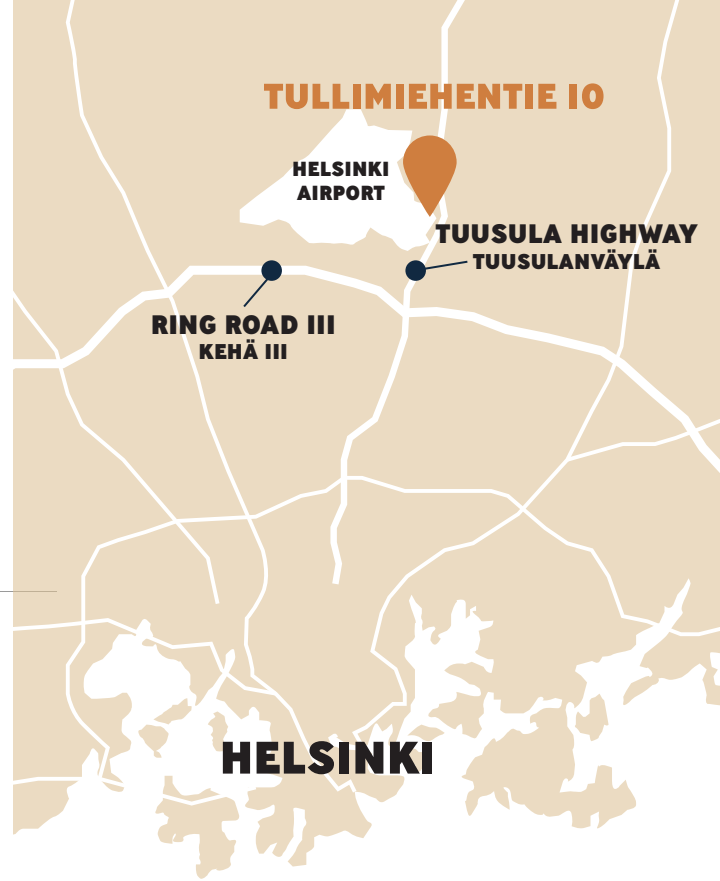 TULLIMIEHENTIE 10
HELSINKI
AIRPORT
TUUSULA HIGHWAY
TUUSULANVÄYLÄ
RING ROAD III
KEHÄ III
HELSINKI